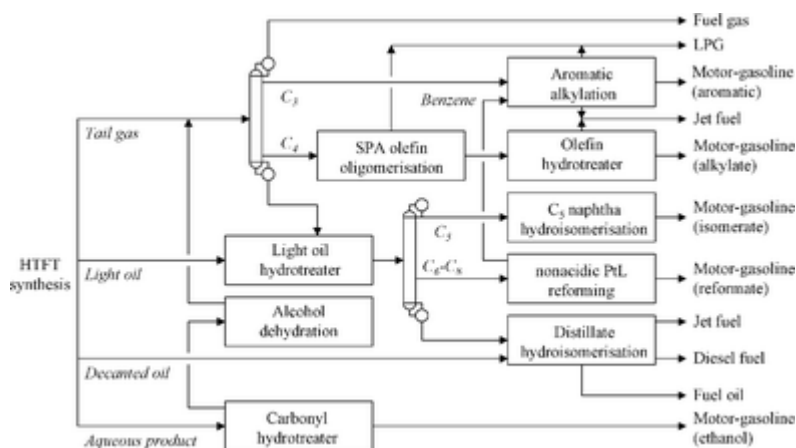 Fuel gas
LPG
Aromatic
alkylation
Motor-gasoline
(aromatic)
C3
Benzene
Tail gas
Jet fuel
C4
SPA olefin
oligomerisation
Olefin
hydrotreater
Motor-gasoline
(alkylate)
C5 naphtha
hydroisomerisation
Motor-gasoline
(isomerate)
C5
HTFT
synthesis
Light oil
Light oil
hydrotreater
C6-C8
nonacidic PtL
reforming
Motor-gasoline
(reformate)
Alcohol
dehydration
Distillate
hydroisomerisation
Jet fuel
Diesel fuel
Decanted oil
Fuel oil
Carbonyl
hydrotreater
Motor-gasoline
(ethanol)
Aqueous product